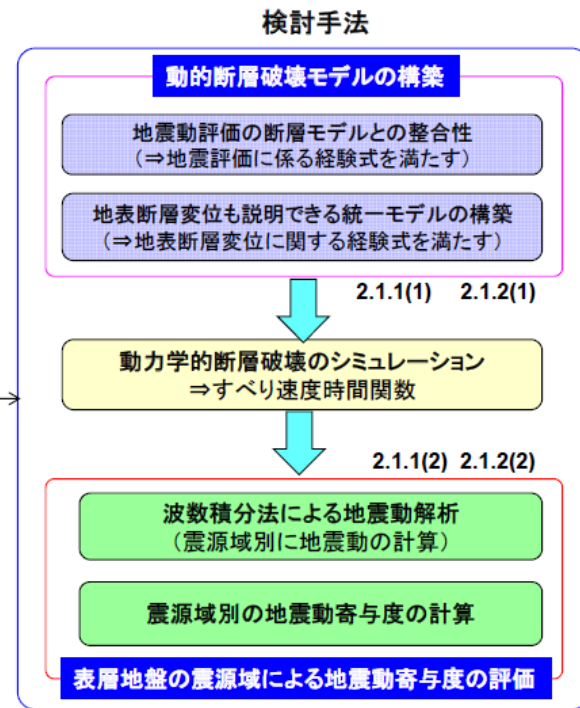 検討手法
動的断層破壊モデルの構築
地震動評価の断層モデルとの整合性
(⇒地震評価に係る経験式を満たす)
地表断層変位も説明できる統一モデルの構築
(⇒地表断層変位に関する経験式を満たす)
2.1.1(1) 2.1.2(1)
動力学的断層破壊のシミュレーション
⇒すべり速度時間関数
2.1.1(2) 2.1.2(2)
波数積分法による地震動解析
(震源域別に地震動の計算)
震源域別の地震動寄与度の計算
表層地盤の震源域による地震動寄与度の評価